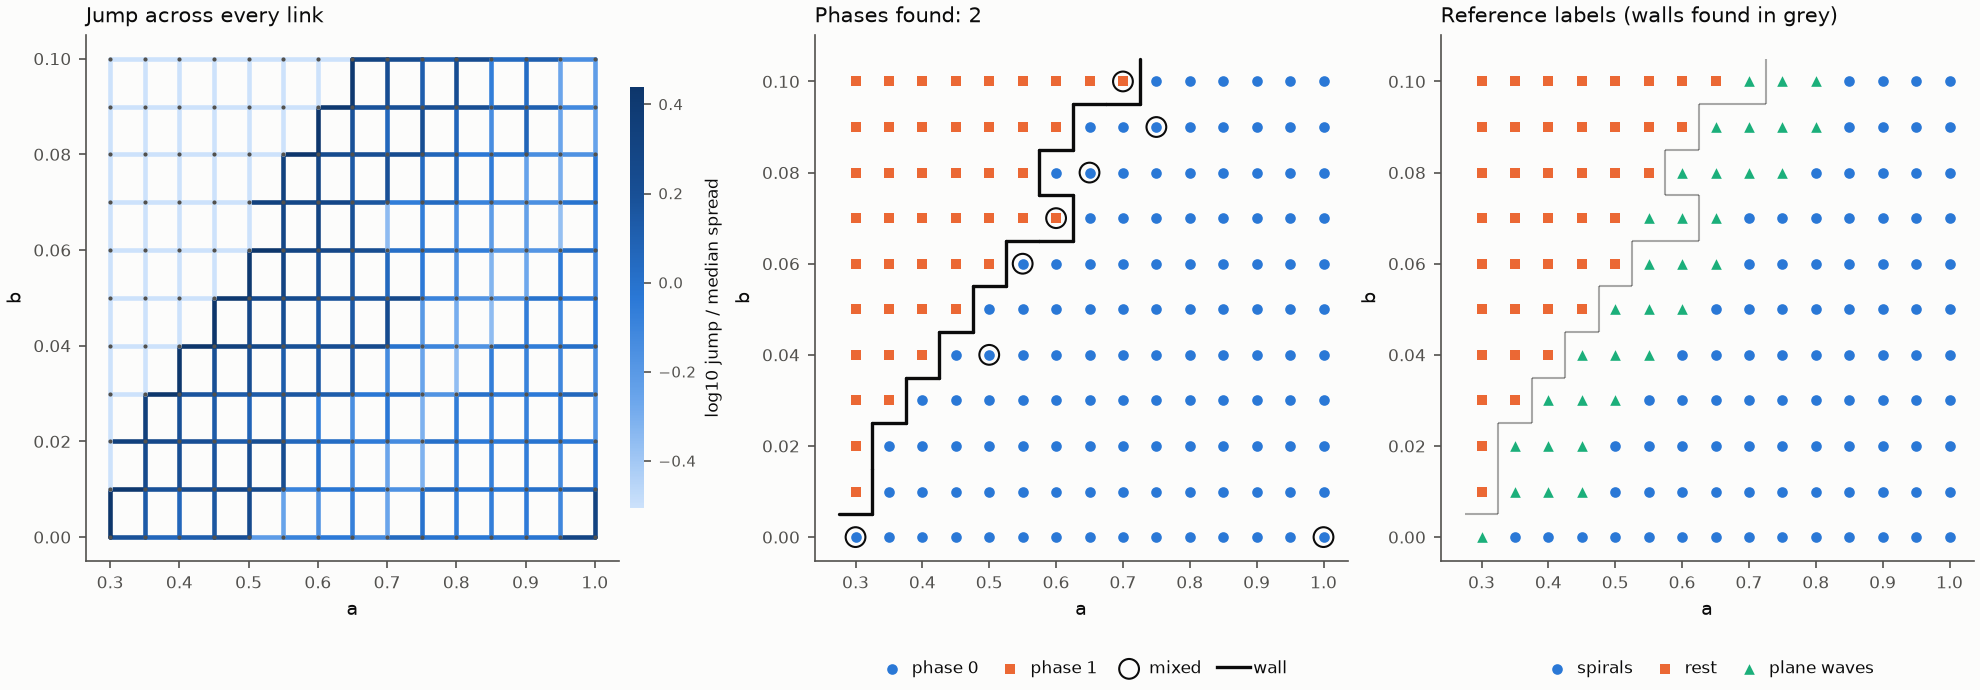 Jump across every link
0.10
0.08
0.06
0.04
0.02
0.00
b
0.3 0.4 0.5 0.6 0.7 0.8 0.9 1.0
a
0.4
0.2
0.0
−0.2
−0.4
log10 jump / median spread
Phases found: 2
0.10
0.08
0.06
0.04
0.02
0.00
b
0.3 0.4 0.5 0.6 0.7 0.8 0.9 1.0
a
phase 0 phase 1 mixed wall
Reference labels (walls found in grey)
0.10
0.08
0.06
0.04
0.02
0.00
b
0.3 0.4 0.5 0.6 0.7 0.8 0.9 1.0
a
spirals rest plane waves